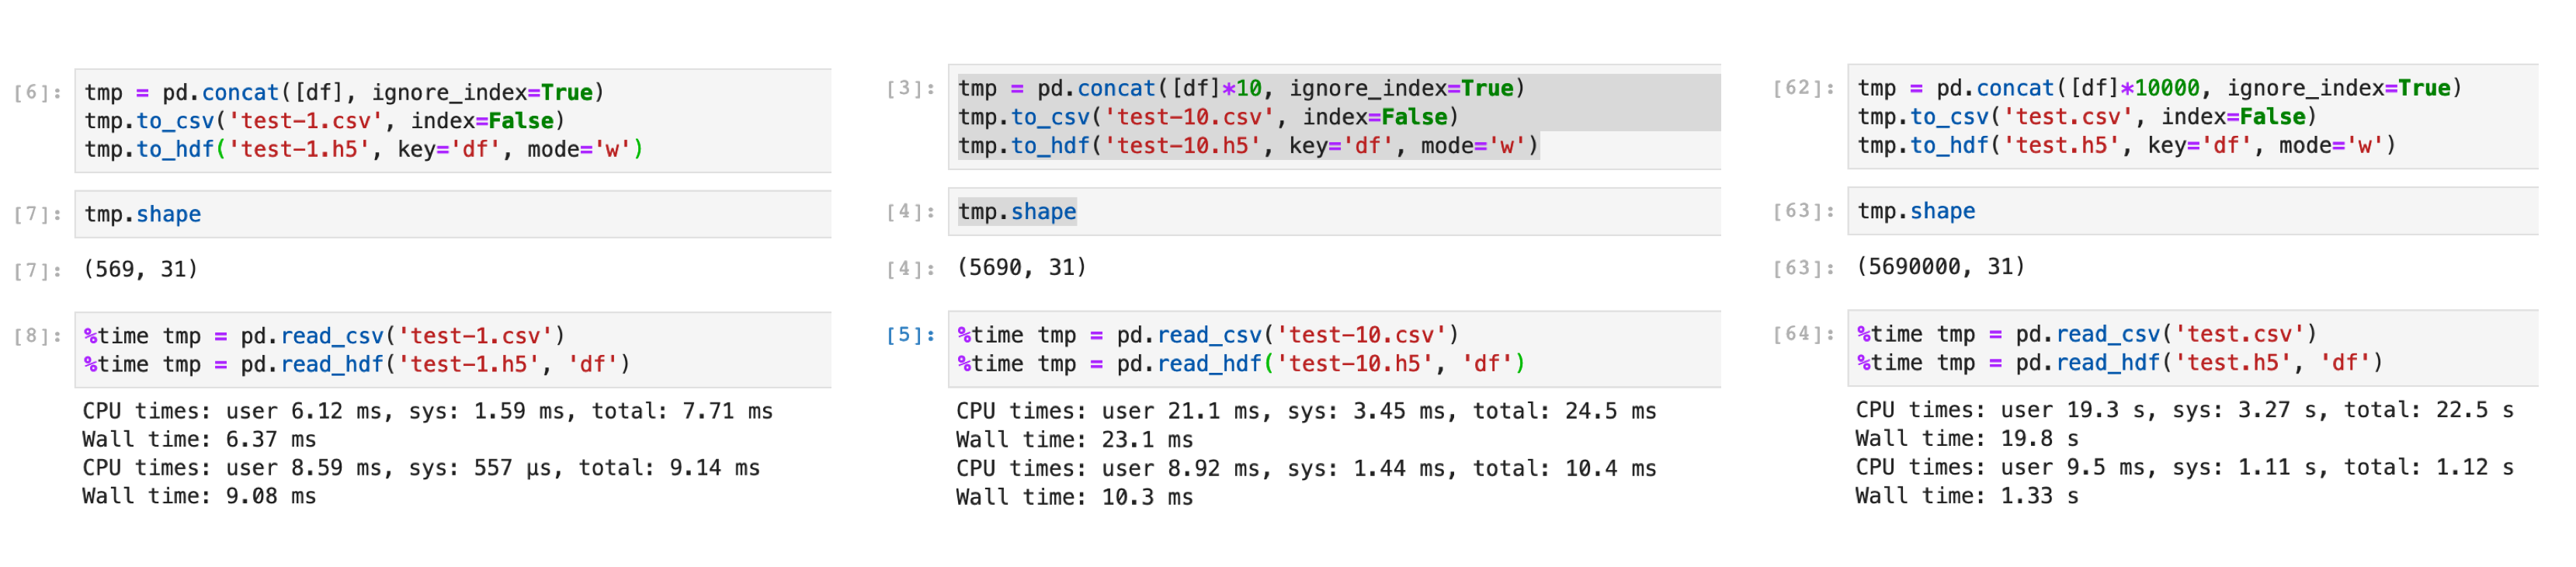 [6]: tmp = pd.concat([df], ignore_index=True)
tmp.to_csv('test-1.csv', index=False)
tmp.to_hdf('test-1.h5', key='df', mode='w')
[7]: tmp.shape
[7]: (569, 31)
[8]: %time tmp = pd.read_csv('test-1.csv')
%time tmp = pd.read_hdf('test-1.h5', 'df')
CPU times: user 6.12 ms, sys: 1.59 ms, total: 7.71 ms
Wall time: 6.37 ms
CPU times: user 8.59 ms, sys: 557 µs, total: 9.14 ms
Wall time: 9.08 ms
[3]: tmp = pd.concat([df]*10, ignore_index=True)
tmp.to_csv('test-10.csv', index=False)
tmp.to_hdf('test-10.h5', key='df', mode='w')
[4]: tmp.shape
[4]: (5690, 31)
[5]: %time tmp = pd.read_csv('test-10.csv')
%time tmp = pd.read_hdf('test-10.h5', 'df')
CPU times: user 21.1 ms, sys: 3.45 ms, total: 24.5 ms
Wall time: 23.1 ms
CPU times: user 8.92 ms, sys: 1.44 ms, total: 10.4 ms
Wall time: 10.3 ms
[62]: tmp = pd.concat([df]*10000, ignore_index=True)
tmp.to_csv('test.csv', index=False)
tmp.to_hdf('test.h5', key='df', mode='w')
[63]: tmp.shape
[63]: (5690000, 31)
[64]: %time tmp = pd.read_csv('test.csv')
%time tmp = pd.read_hdf('test.h5', 'df')
CPU times: user 19.3 s, sys: 3.27 s, total: 22.5 s
Wall time: 19.8 s
CPU times: user 9.5 ms, sys: 1.11 s, total: 1.12 s
Wall time: 1.33 s